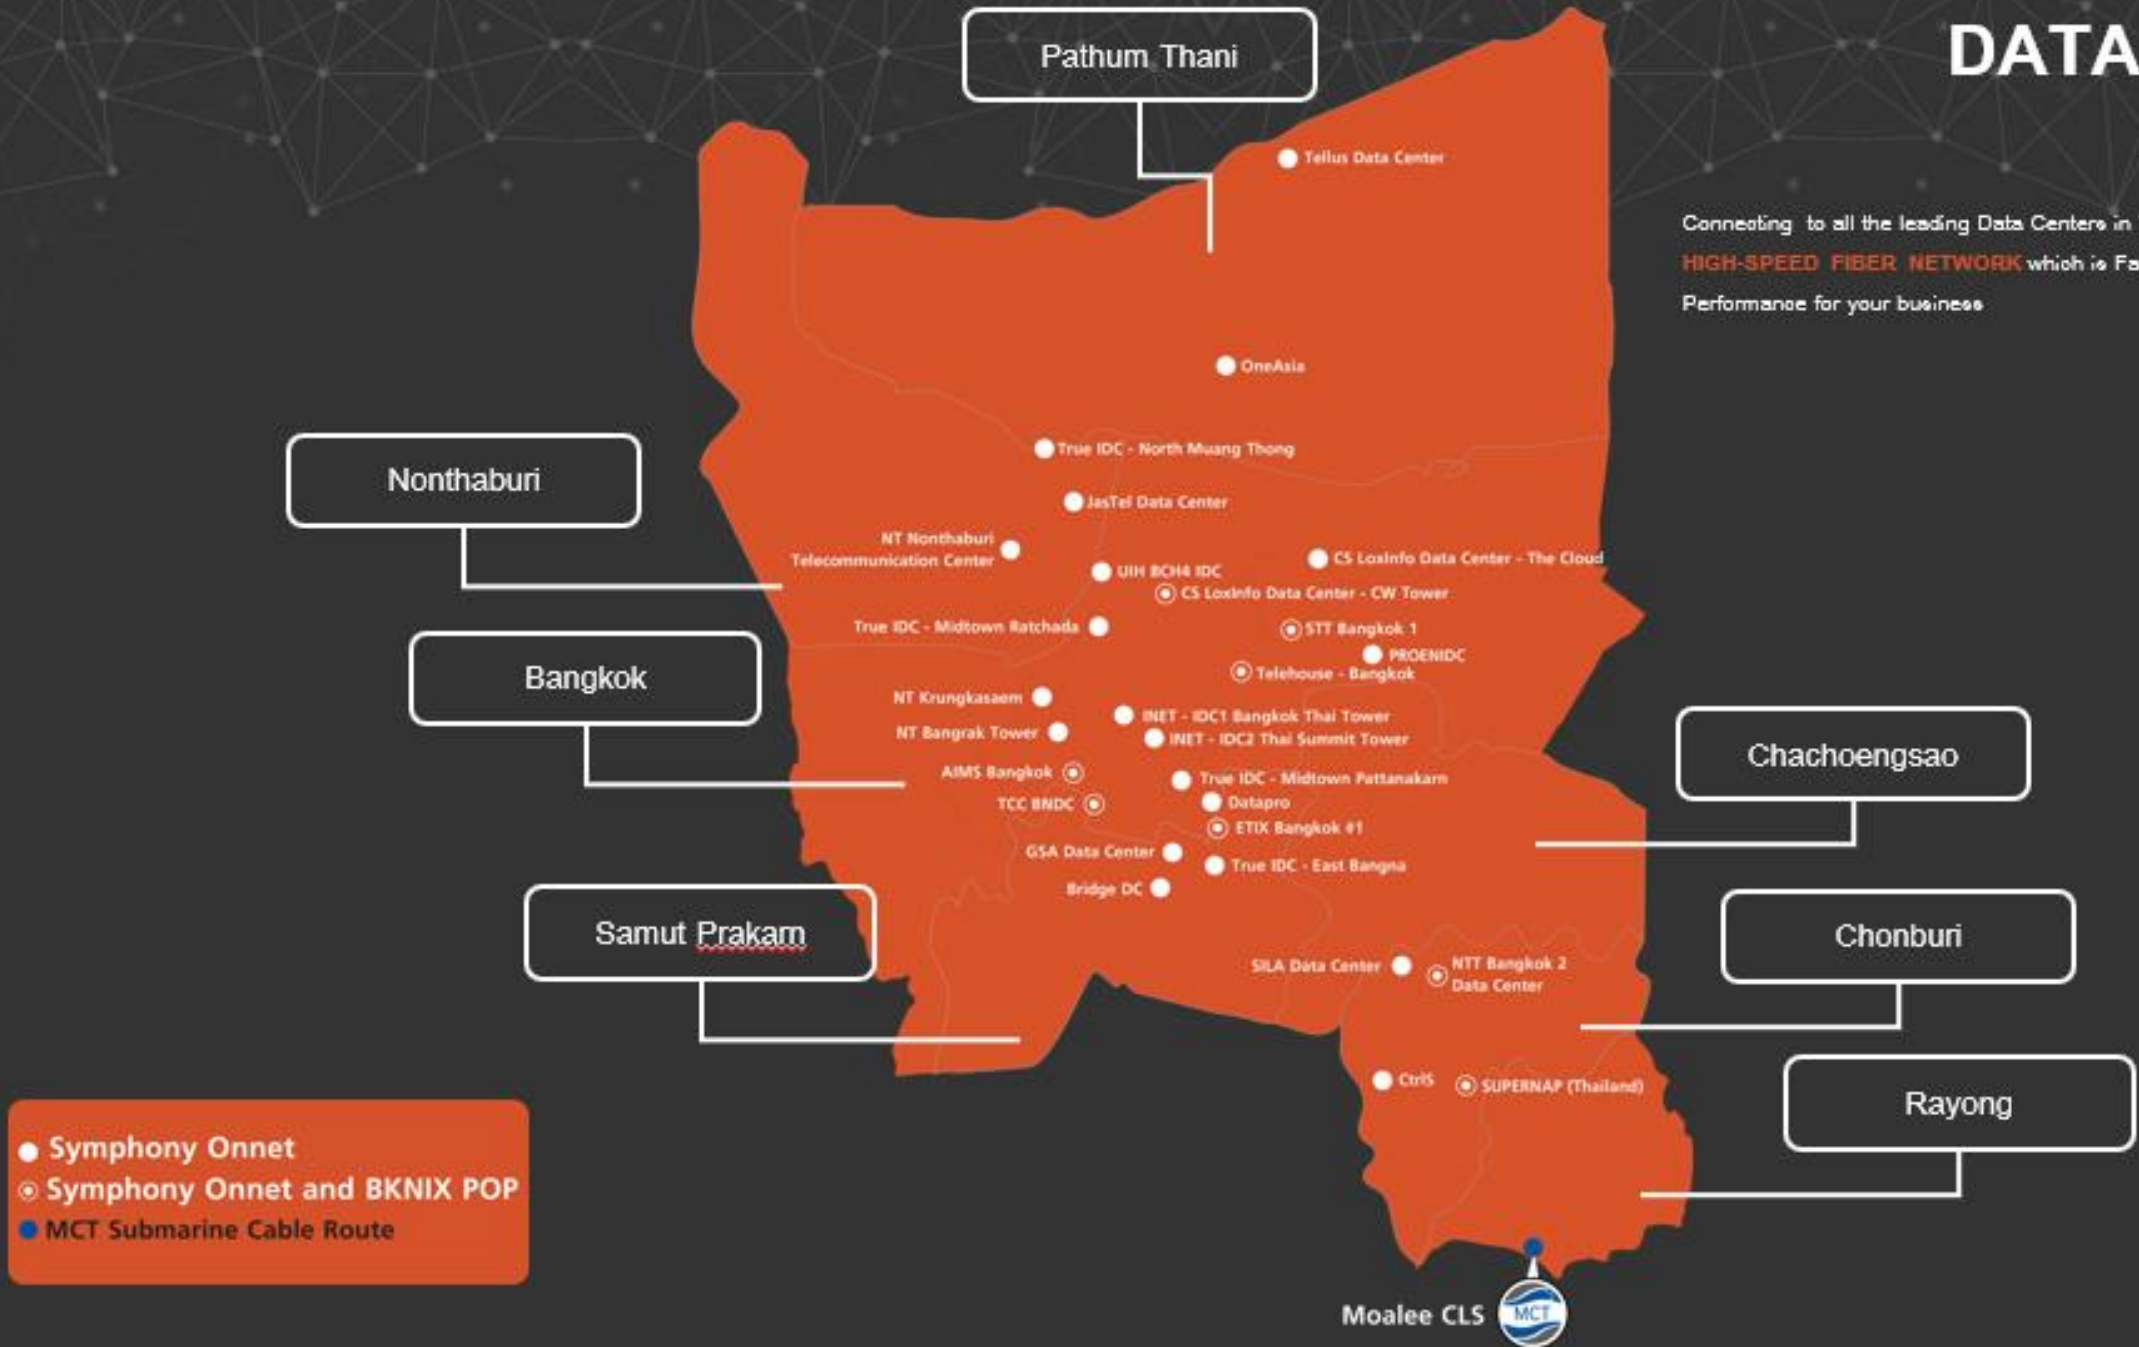 DATA
Pathum Thani
Tellus Data Center
Connecting to all the leading Data Centers in
HIGH-SPEED FIBER NETWORK which is Fa
Performance for your business
OneAsia
True IDC - North Muang Thong
Nonthaburi
JasTel Data Center
NT Nonthaburi
Telecommunication Center
CS LoxInfo Data Center - The Cloud
UIH BCH4 IDC
CS LoxInfo Data Center - CW Tower
True IDC - Midtown Ratchada
STT Bangkok 1
PROENIDC
Telehouse - Bangkok
Bangkok
NT Krungkasaem
INET - IDC1 Bangkok Thai Tower
NT Bangrak Tower
INET - IDC2 Thai Summit Tower
Chachoengsao
AIMS Bangkok
True IDC - Midtown Pattanakarn
TCC BNDC
Datapro
ETIX Bangkok #1
GSA Data Center
True IDC - East Bangna
Bridge DC
Samut Prakarn
Chonburi
SILA Data Center
NTT Bangkok 2
Data Center
CtrlS
SUPERNAP (Thailand)
Rayong
Symphony Onnet
Symphony Onnet and BKNIX POP
MCT Submarine Cable Route
Moalee CLS
MCT